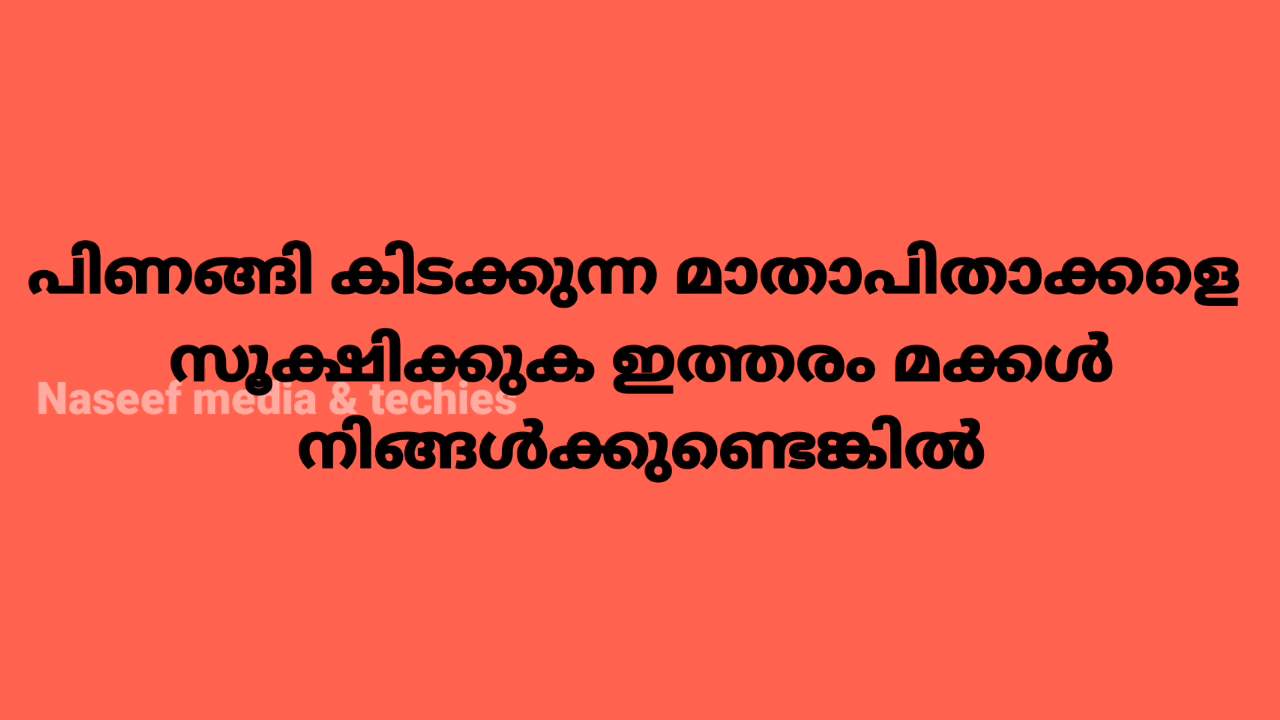 പിണങ്ങി കിടക്കുന്ന മാതാപിതാക്കളെ
സൂക്ഷിക്കുക ഇത്തരം മക്കൾ
Naseef media & techies
നിങ്ങൾക്കുണ്ടെങ്കിൽ